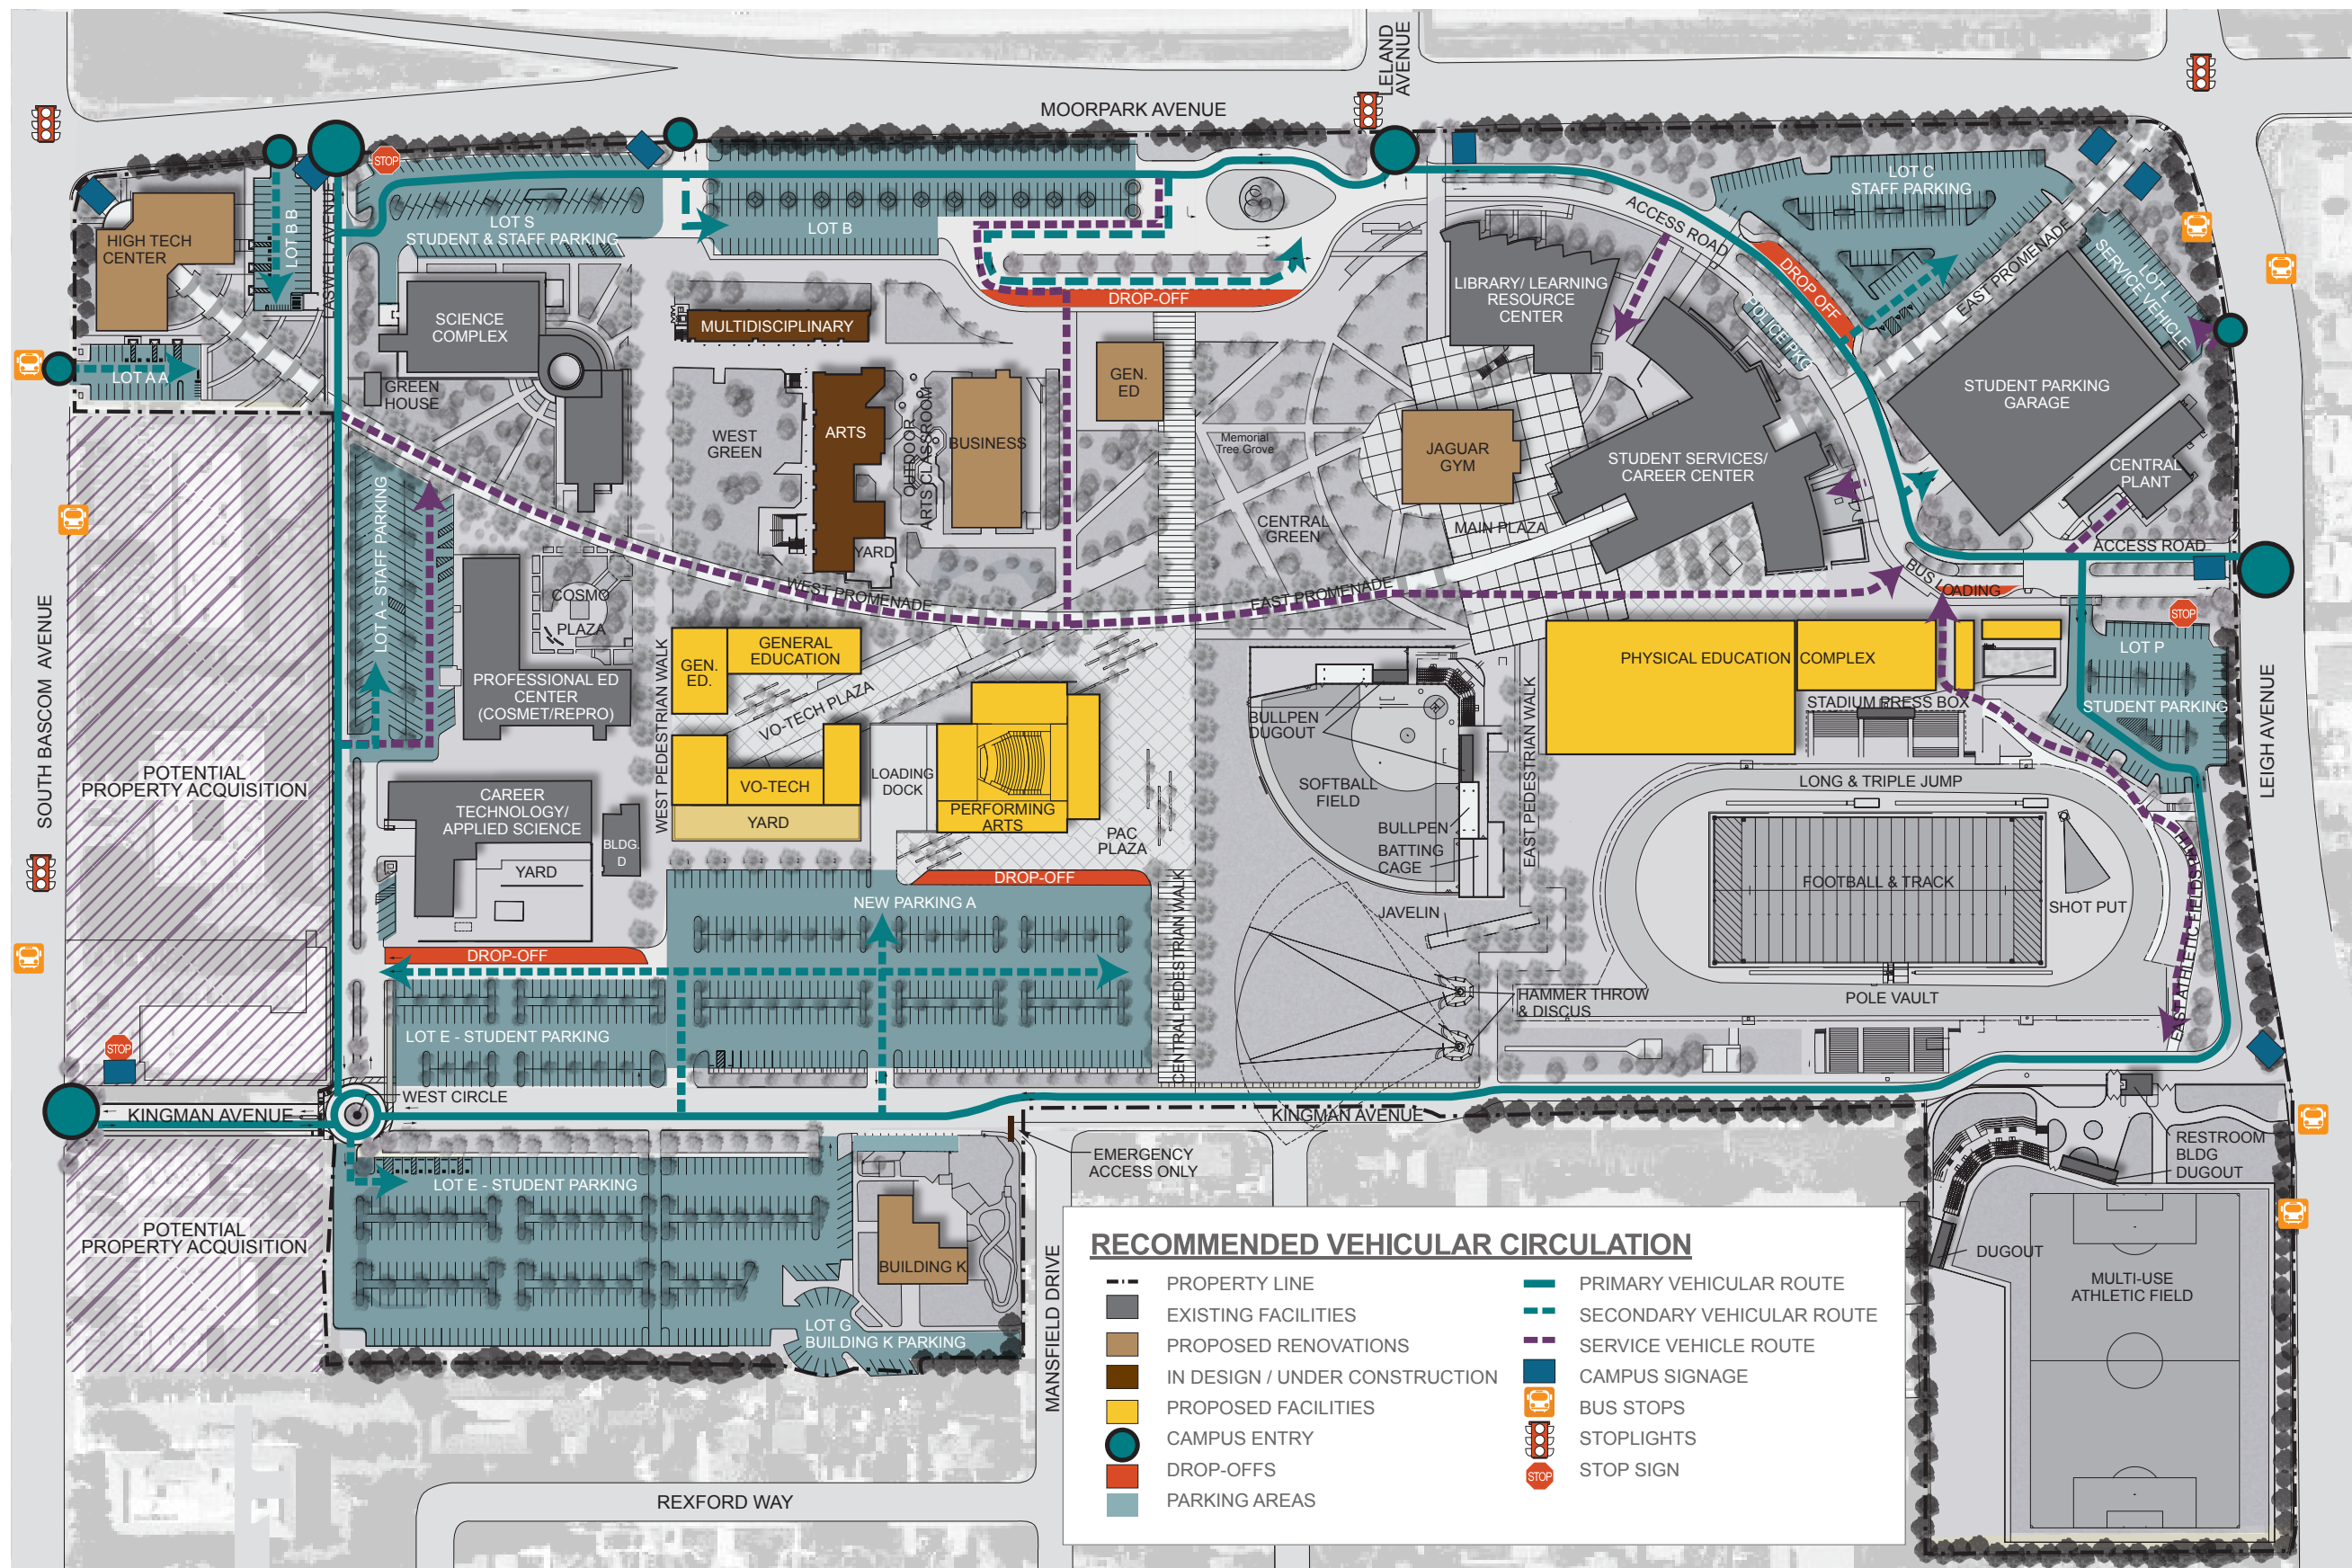 LELAND
AVENUE
MOORPARK AVENUE
STOP
HIGH TECH
CENTER
LOT B B
LASWELL AVENUE
LOT S
STUDENT & STAFF PARKING
LOT B
ACCESS ROAD
LOT C
STAFF PARKING
DROP OFF
EAST PROMENADE
LOT L
SERVICE VEHICLE
POLICE PKG
DROP-OFF
LIBRARY/ LEARNING
RESOURCE
CENTER
SCIENCE
COMPLEX
MULTIDISCIPLINARY
LOT A A
GREEN
HOUSE
GEN.
ED
STUDENT PARKING
GARAGE
WEST
GREEN
ARTS
OUTDOOR
ARTS CLASSROOM
BUSINESS
Memorial
Tree Grove
JAGUAR
GYM
STUDENT SERVICES/
CAREER CENTER
CENTRAL
PLANT
CENTRAL
GREEN
MAIN PLAZA
YARD
ACCESS ROAD
LOT A - STAFF PARKING
COSMO
PLAZA
WEST PROMENADE
EAST PROMENADE
BUS LOADING
STOP
SOUTH BASCOM  AVENUE
PROFESSIONAL ED
CENTER
(COSMET/REPRO)
WEST PEDESTRIAN WALK
GEN.
ED.
GENERAL
EDUCATION
VO-TECH PLAZA
PHYSICAL EDUCATION COMPLEX
LOT P
STUDENT PARKING
STADIUM PRESS BOX
BULLPEN
DUGOUT
EAST PEDESTRIAN WALK
LEIGH AVENUE
POTENTIAL
PROPERTY ACQUISITION
CAREER
TECHNOLOGY/
APPLIED SCIENCE
BLDG.
D
YARD
VO-TECH
YARD
LOADING
DOCK
PERFORMING
ARTS
PAC
PLAZA
SOFTBALL
FIELD
BULLPEN
BATTING
CAGE
LONG & TRIPLE JUMP
FOOTBALL & TRACK
SHOT PUT
DROP-OFF
NEW PARKING A
JAVELIN
CENTRAL PEDESTRIAN WALK
DROP-OFF
HAMMER THROW
& DISCUS
POLE VAULT
EAST ATHLETIC FIELDS
LOT E - STUDENT PARKING
STOP
WEST CIRCLE
KINGMAN AVENUE
KINGMAN AVENUE
EMERGENCY
ACCESS ONLY
RESTROOM
BLDG
DUGOUT
LOT E - STUDENT PARKING
POTENTIAL
PROPERTY ACQUISITION
BUILDING K
DUGOUT
MULTI-USE
ATHLETIC FIELD
LOT G
BUILDING K PARKING
MANSFIELD DRIVE
REXFORD WAY
RECOMMENDED VEHICULAR CIRCULATION
PROPERTY LINE
EXISTING FACILITIES
PROPOSED RENOVATIONS
IN DESIGN / UNDER CONSTRUCTION
PROPOSED FACILITIES
CAMPUS ENTRY
DROP-OFFS
PARKING AREAS
PRIMARY VEHICULAR ROUTE
SECONDARY VEHICULAR ROUTE
SERVICE VEHICLE ROUTE
CAMPUS SIGNAGE
BUS STOPS
STOPLIGHTS
STOP
STOP SIGN